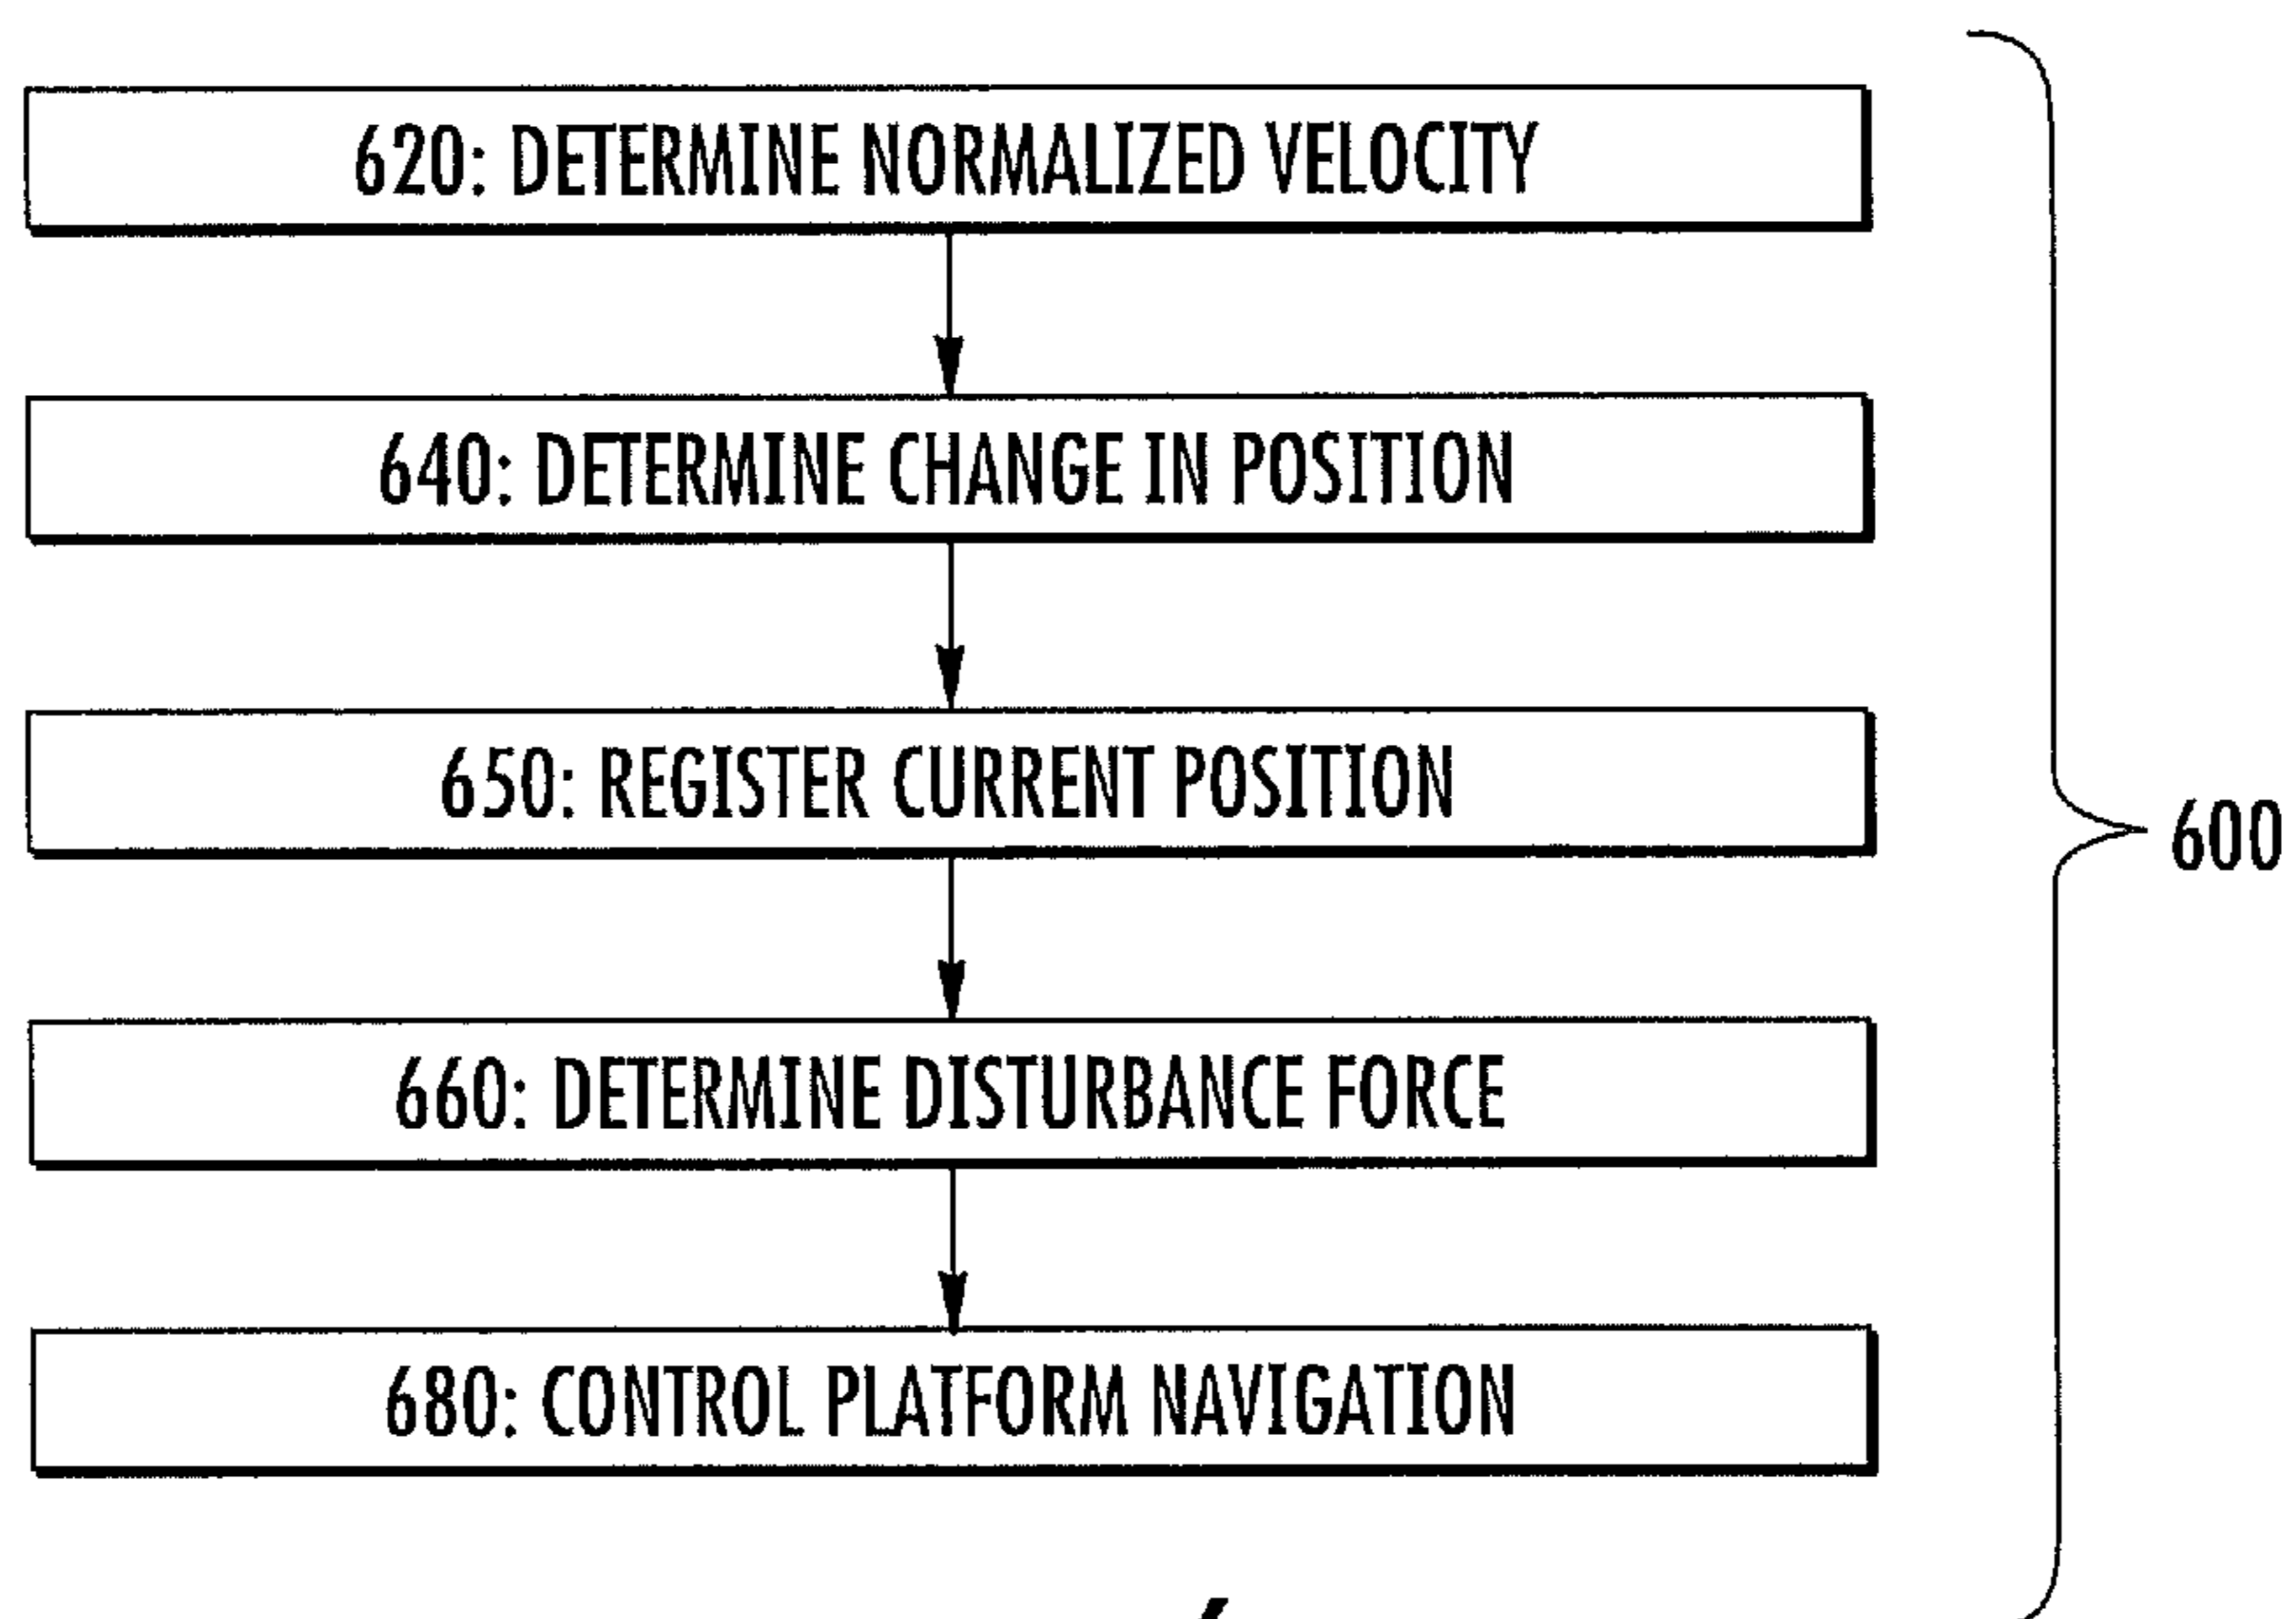 620: DETERMINE NORMALIZED VELOCITY
640: DETERMINE CHANGE IN POSITION
650: REGISTER CURRENT POSITION
600
660: DETERMINE DISTURBANCE FORCE
680: CONTROL PLATFORM NAVIGATION